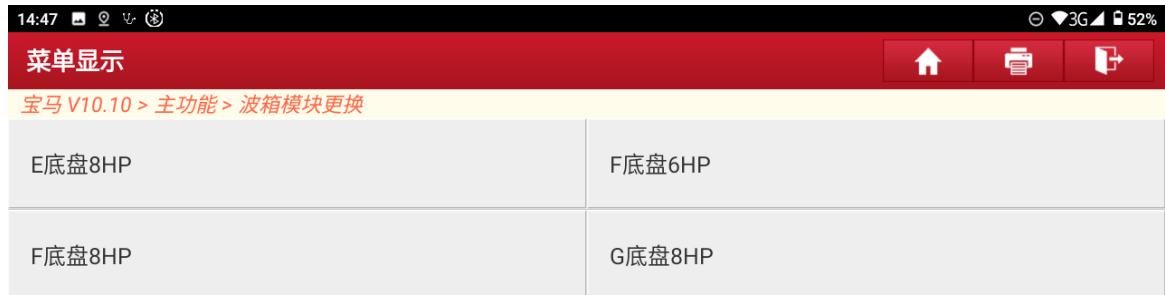 14:47 3G 52%
菜单显示
宝马 V10.10 > 主功能 > 波箱模块更换
E底盘8HP F底盘6HP
F底盘8HP G底盘8HP